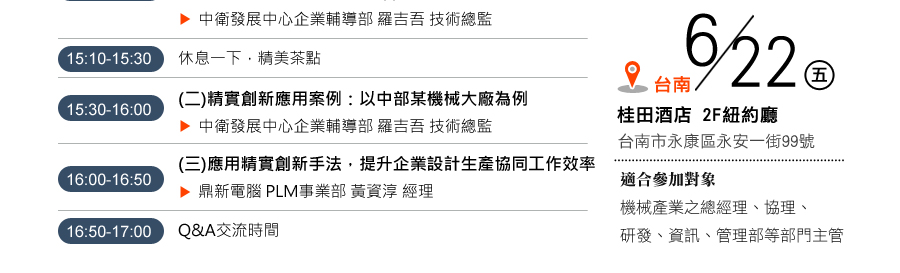 中衛發展中心企業輔導部 羅吉吾 技術總監
15:10-15:30 休息一下，精美茶點
15:30-16:00 (二)精實創新應用案例：以中部某機械大廠為例
中衛發展中心企業輔導部 羅吉吾 技術總監
16:00-16:50 (三)應用精實創新手法，提升企業設計生產協同工作效率
鼎新電腦 PLM事業部 黃資淳 經理
16:50-17:00 Q&A交流時間
台南 6/22 五
桂田酒店 2F紐約廳
台南市永康區永安一街99號
適合參加對象
機械產業之總經理、協理、
研發、資訊、管理部等部門主管